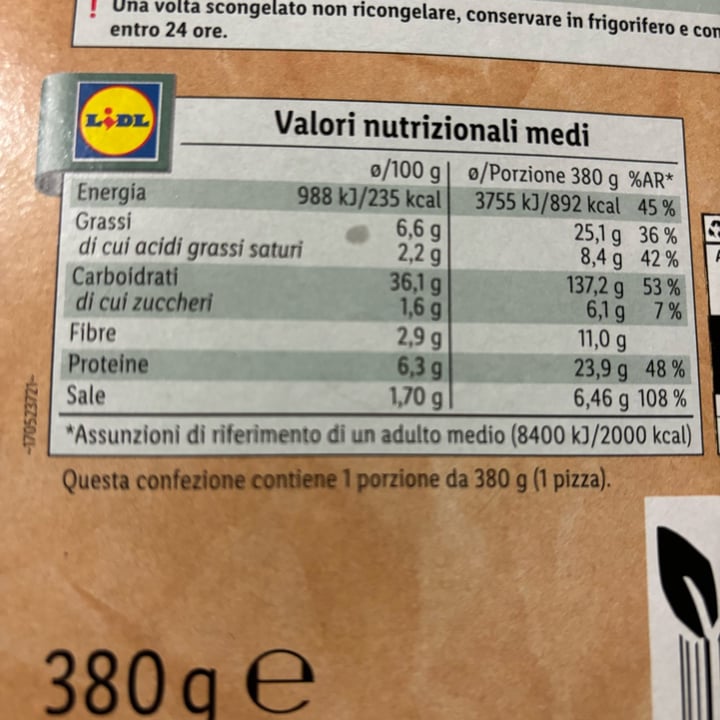 ! Una volta scongelato non ricongelare, conservare in frigorifero e con
entro 24 ore.
LIDL
Valori nutrizionali medi
ø/100 g ø/Porzione 380 g %AR*
Energia 988 kJ/235 kcal 3755 kJ/892 kcal 45 %
Grassi 6,6 g 25,1 g 36 %
di cui acidi grassi saturi 2,2 g 8,4 g 42 %
Carboidrati 36,1 g 137,2 g 53 %
di cui zuccheri 1,6 g 6,1 g 7 %
Fibre 2,9 g 11,0 g
Proteine 6,3 g 23,9 g 48 %
Sale 1,70 g 6,46 g 108 %
*Assunzioni di riferimento di un adulto medio (8400 kJ/2000 kcal)
-170523721-
Questa confezione contiene 1 porzione da 380 g (1 pizza).
380 g e